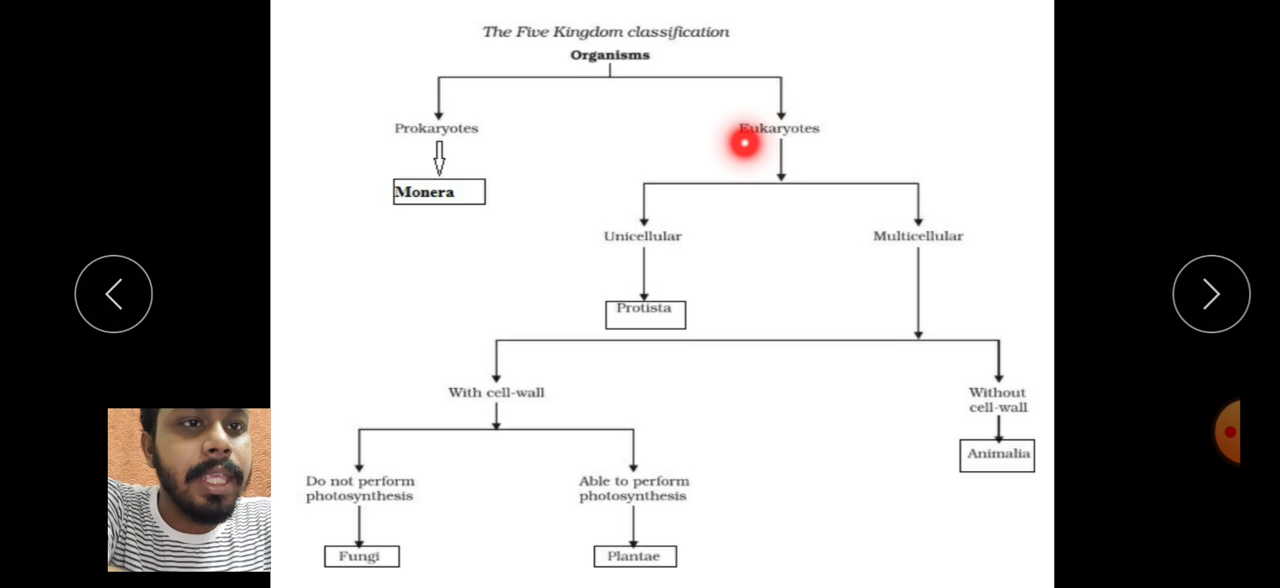 The Five Kingdom classification
Organisms
Prokaryotes
Eukaryotes
Monera
Unicellular
Multicellular
Protista
With cell-wall
Without
cell-wall
Animalia
Do not perform
photosynthesis
Able to perform
photosynthesis
Fungi
Plantae